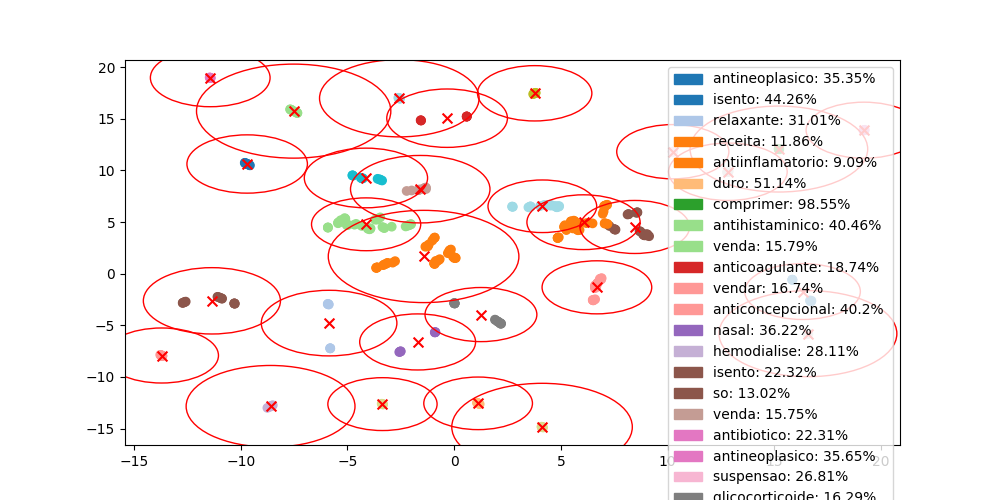 20
15
10
5
0
−5
−10
−15
−15
−10
−5
0
5
10
15
20
antineoplasico: 35.35%
isento: 44.26%
relaxante: 31.01%
receita: 11.86%
antiinflamatorio: 9.09%
duro: 51.14%
comprimer: 98.55%
antihistaminico: 40.46%
venda: 15.79%
anticoagulante: 18.74%
vendar: 16.74%
anticoncepcional: 40.2%
nasal: 36.22%
hemodialise: 28.11%
isento: 22.32%
so: 13.02%
venda: 15.75%
antibiotico: 22.31%
antineoplasico: 35.65%
suspensao: 26.81%
glicocorticoide: 16.29%